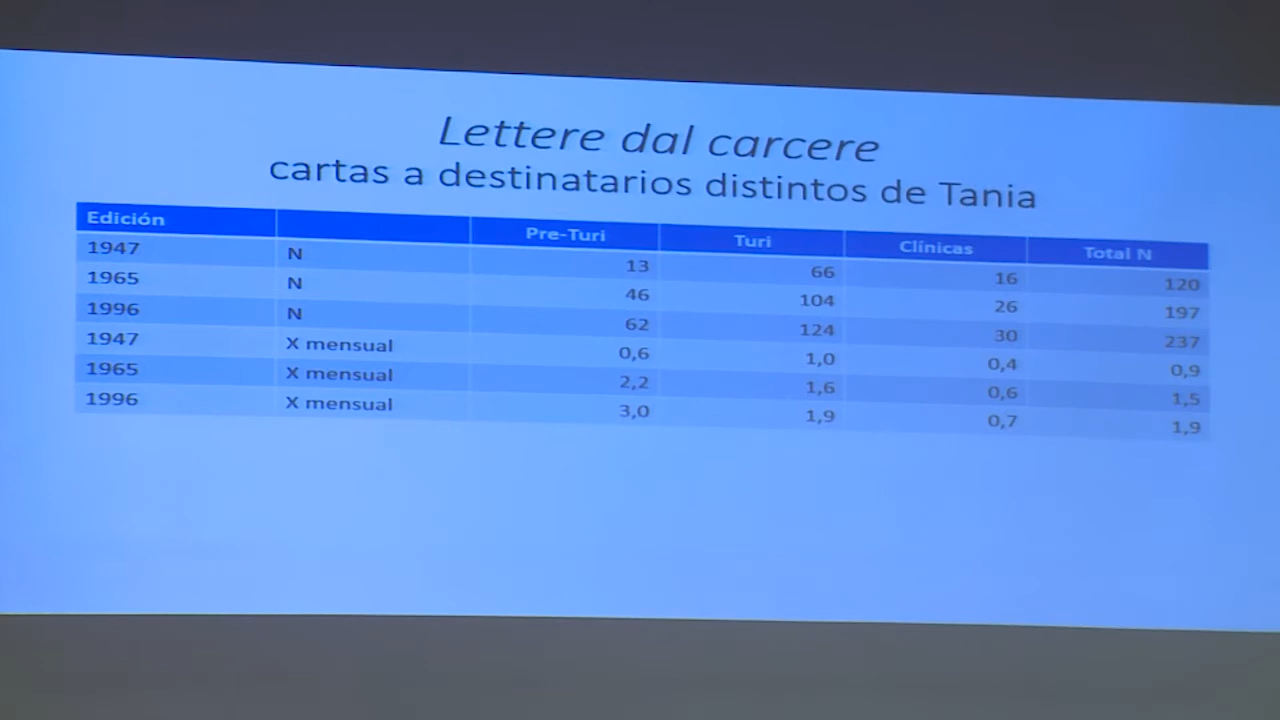 Lettere dal carcere
cartas a destinatarios distintos de Tania
Edición Pre-Turi Turi Clínicas Total N
1947 N 13 66 16 120
1965 N 46 104 26 197
1996 N 62 124 30 237
1947 X mensual 0,6 1,0 0,4 0,9
1965 X mensual 2,2 1,6 0,6 1,5
1996 X mensual 3,0 1,9 0,7 1,9